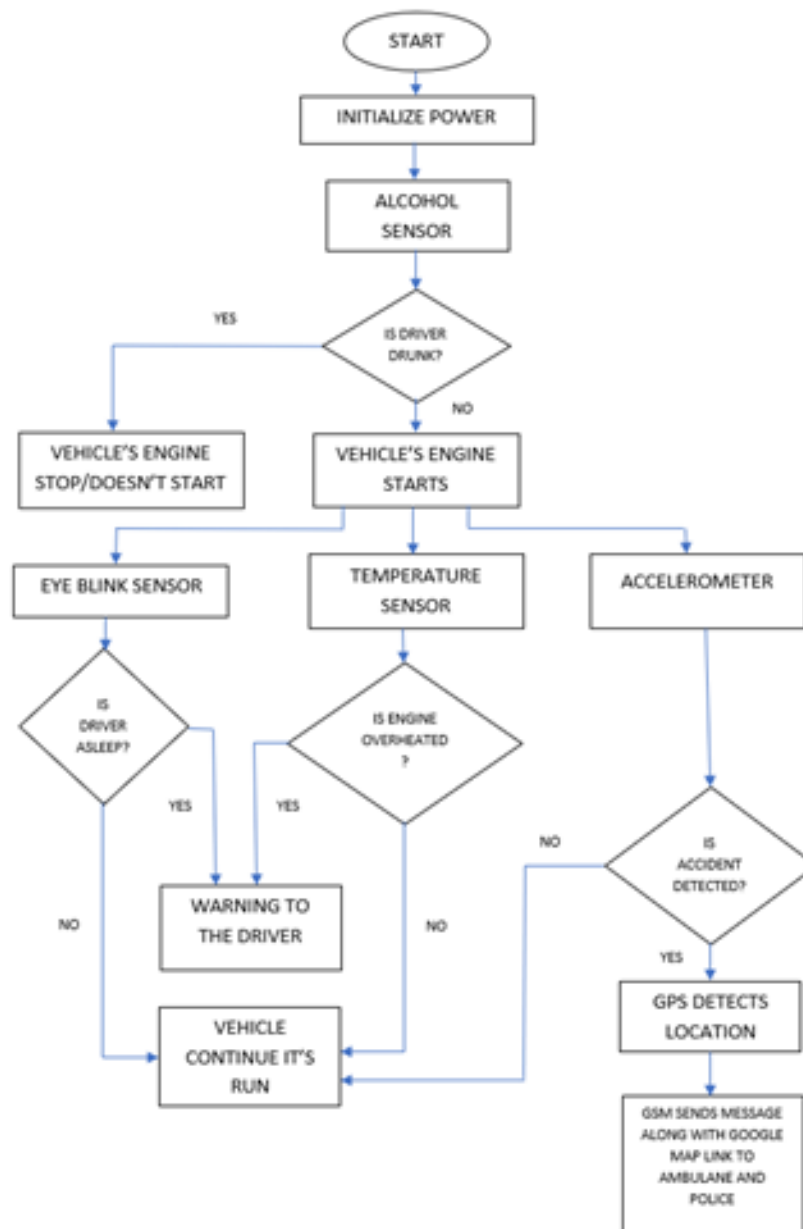 START
INITIALIZE POWER
ALCOHOL
SENSOR
YES
IS DRIVER
DRUNK?
NO
VEHICLE'S ENGINE
STOP/DOESN'T START
VEHICLE'S ENGINE
STARTS
EYE BLINK SENSOR
TEMPERATURE
SENSOR
ACCELEROMETER
IS
DRIVER
ASLEEP?
IS ENGINE
OVERHEATED
?
YES
YES
NO
IS
ACCIDENT
DETECTED?
NO
WARNING TO
THE DRIVER
NO
YES
GPS DETECTS
LOCATION
VEHICLE
CONTINUE IT'S
RUN
GSM SENDS MESSAGE
ALONG WITH GOOGLE
MAP LINK TO
AMBULANE AND
POLICE